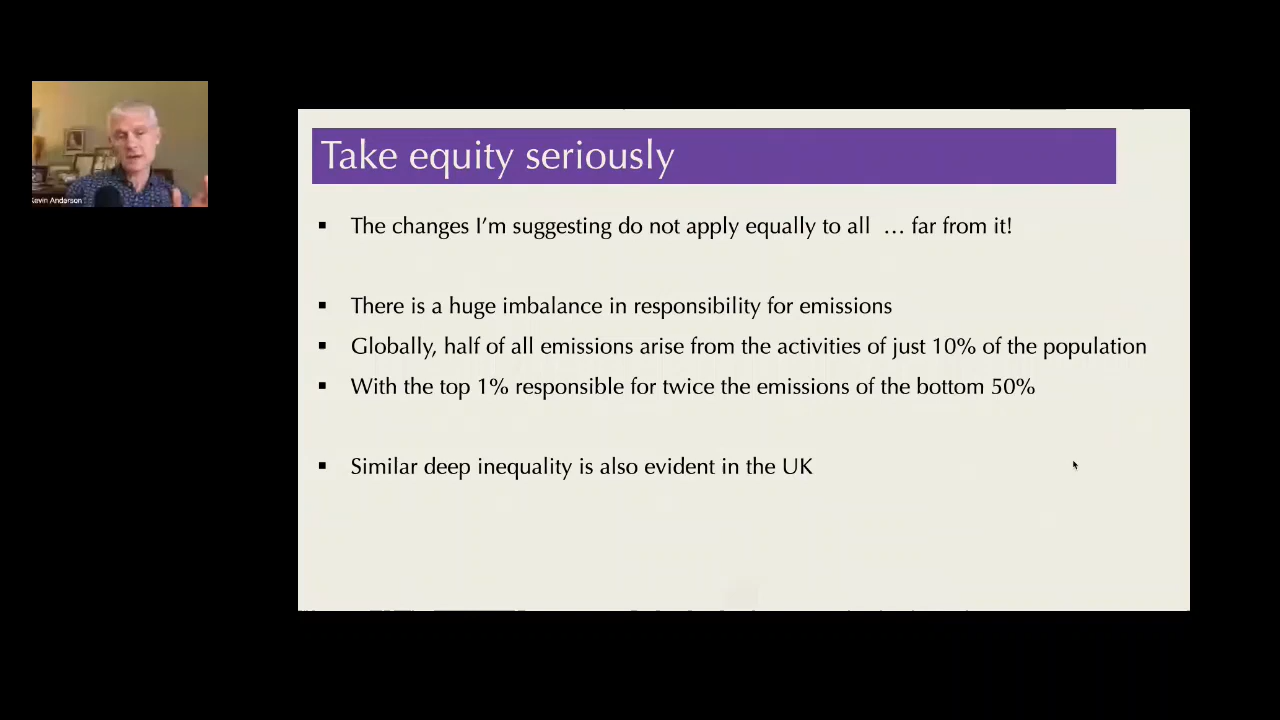 Take equity seriously
▪ The changes I'm suggesting do not apply equally to all … far from it!
▪ There is a huge imbalance in responsibility for emissions
▪ Globally, half of all emissions arise from the activities of just 10% of the population
▪ With the top 1% responsible for twice the emissions of the bottom 50%
▪ Similar deep inequality is also evident in the UK
Kevin Anderson